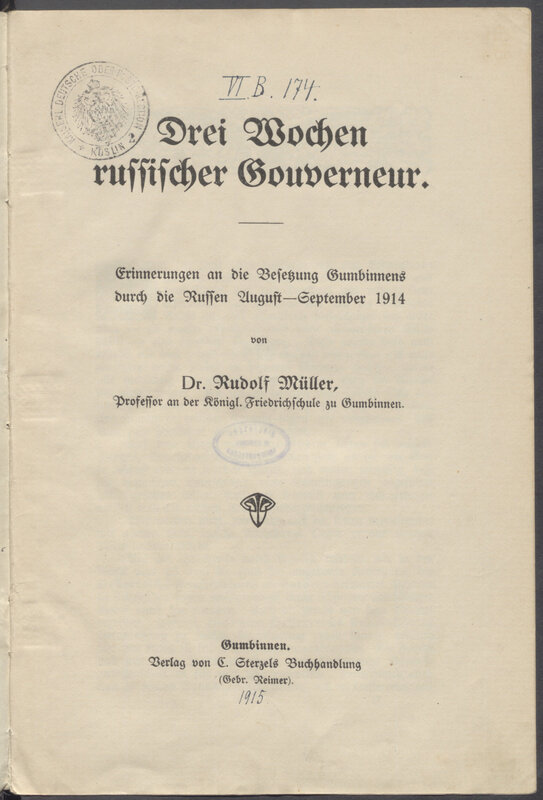 VI B. 174.
Drei Wochen
russischer Gouverneur.
Erinnerungen an die Besetzung Gumbinnens
durch die Russen August—September 1914
von
Dr. Rudolf Müller,
Professor an der Königl. Friedrichschule zu Gumbinnen.
Gumbinnen.
Verlag von C. Sterzels Buchhandlung
(Gebr. Reimer).
1915